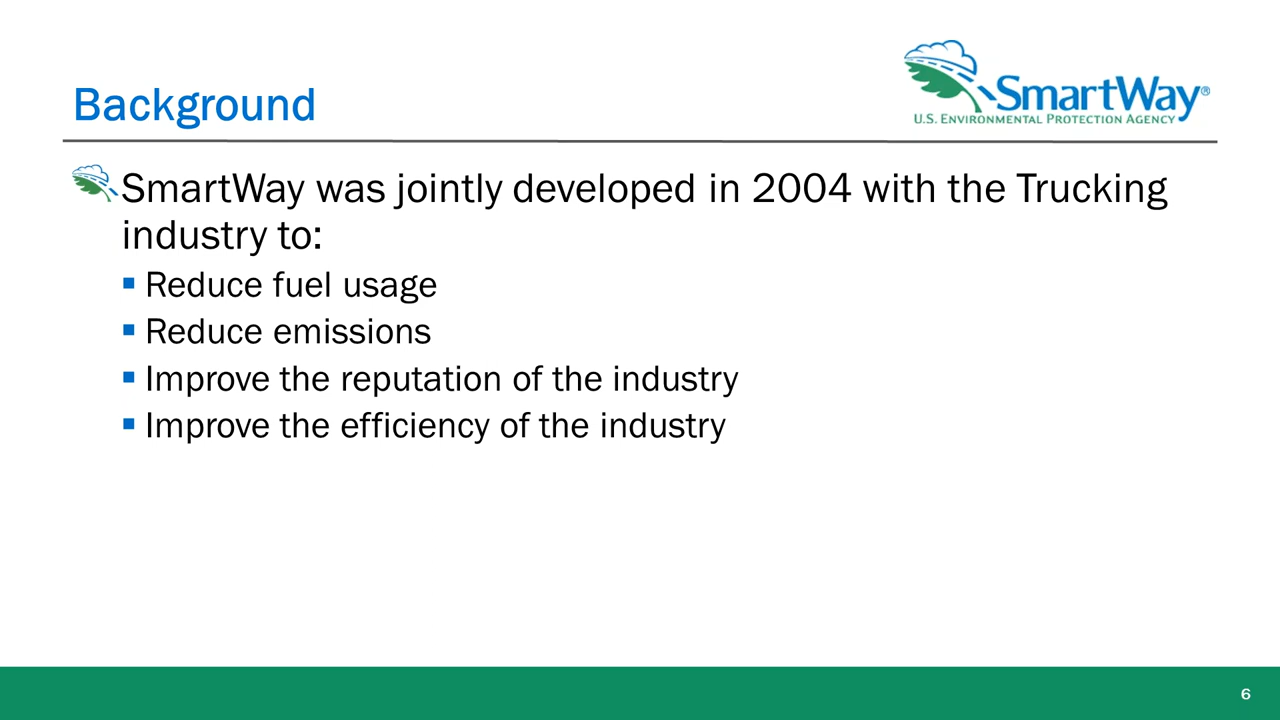 Background
SmartWay®
U.S. ENVIRONMENTAL PROTECTION AGENCY
SmartWay was jointly developed in 2004 with the Trucking
industry to:
▪ Reduce fuel usage
▪ Reduce emissions
▪ Improve the reputation of the industry
▪ Improve the efficiency of the industry
6